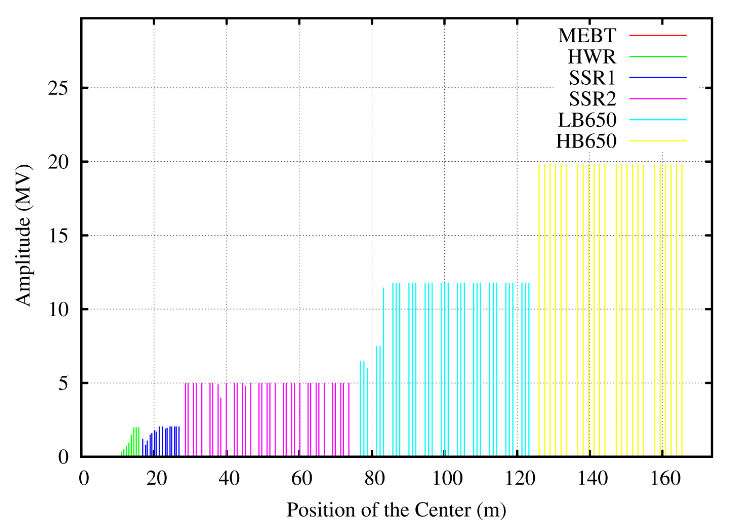 MEBT
HWR
SSR1
SSR2
LB650
HB650
25
20
15
10
5
0
Amplitude (MV)
0 20 40 60 80 100 120 140 160
Position of the Center (m)